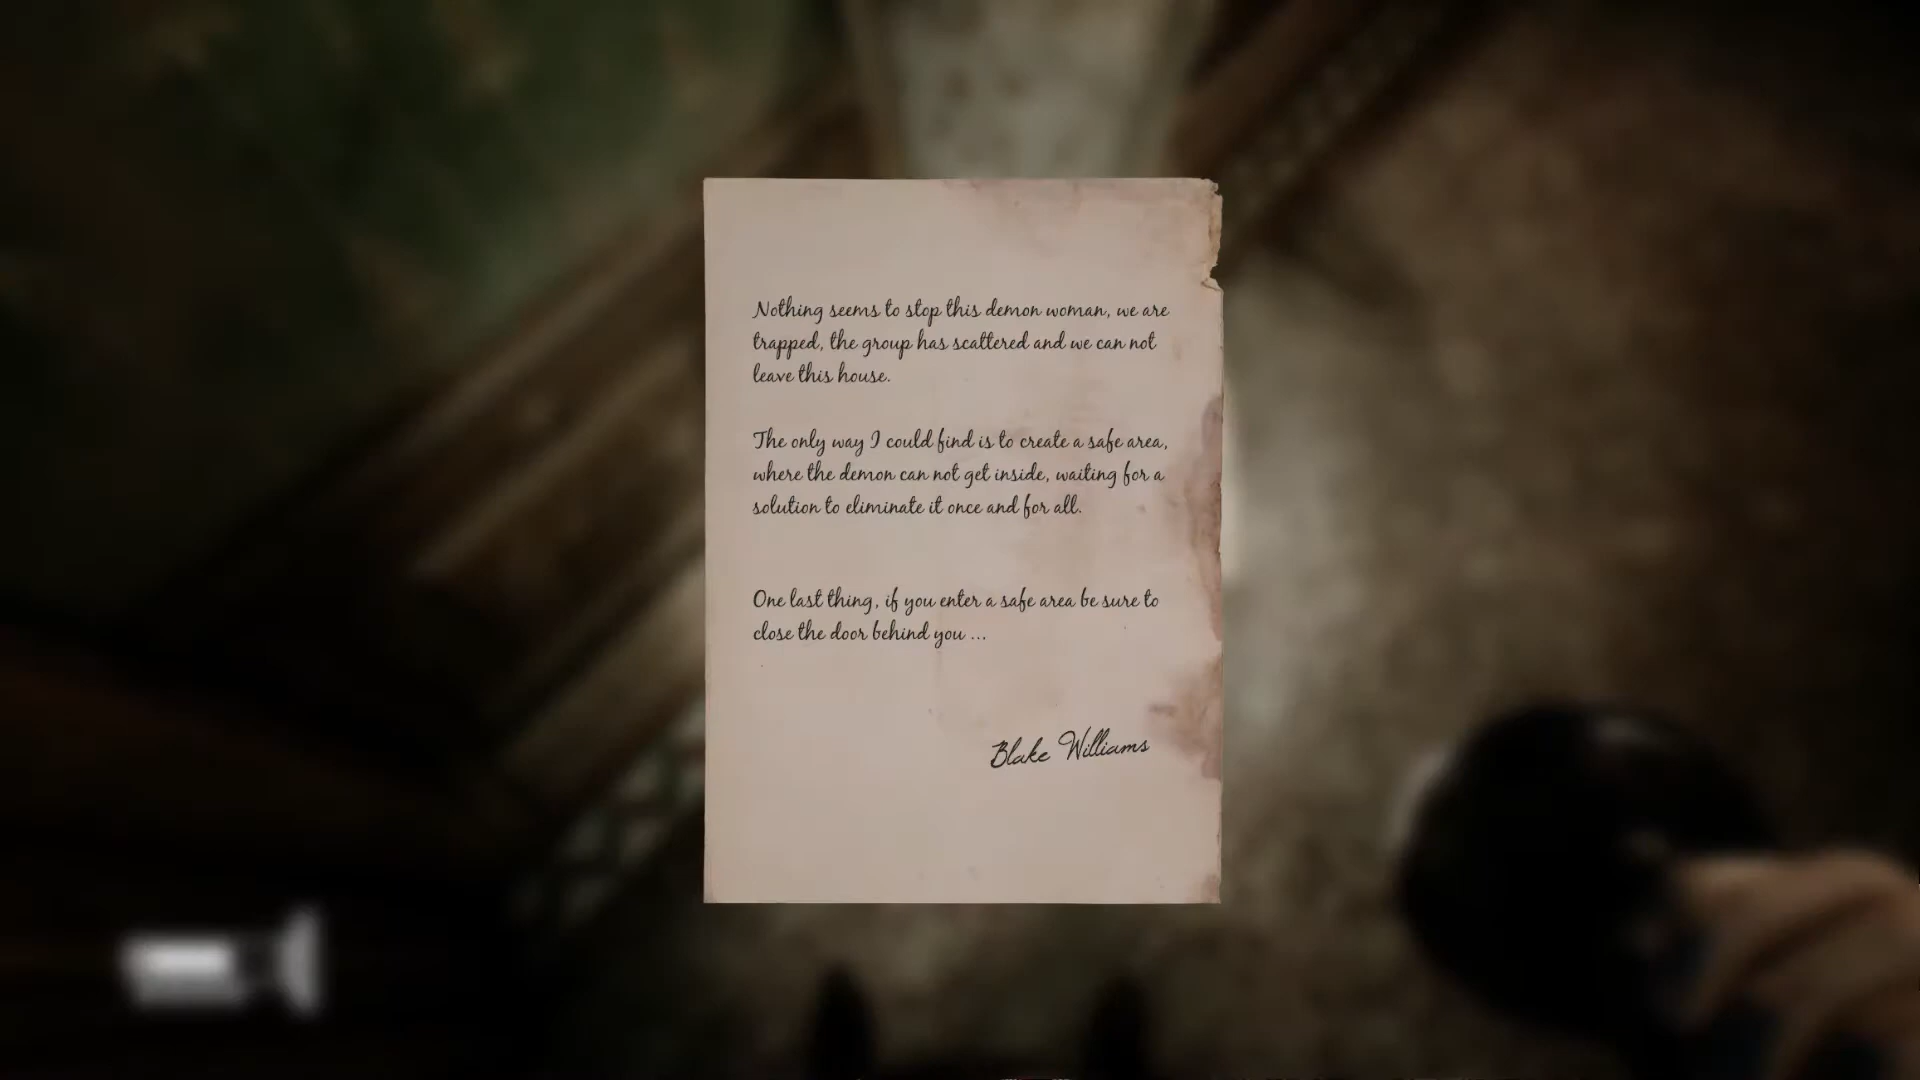 Nothing seems to stop this demon woman, we are
trapped, the group has scattered and we can not
leave this house.
The only way I could find is to create a safe area,
where the demon can not get inside, waiting for a
solution to eliminate it once and for all.
One last thing, if you enter a safe area be sure to
close the door behind you ...
Blake Williams